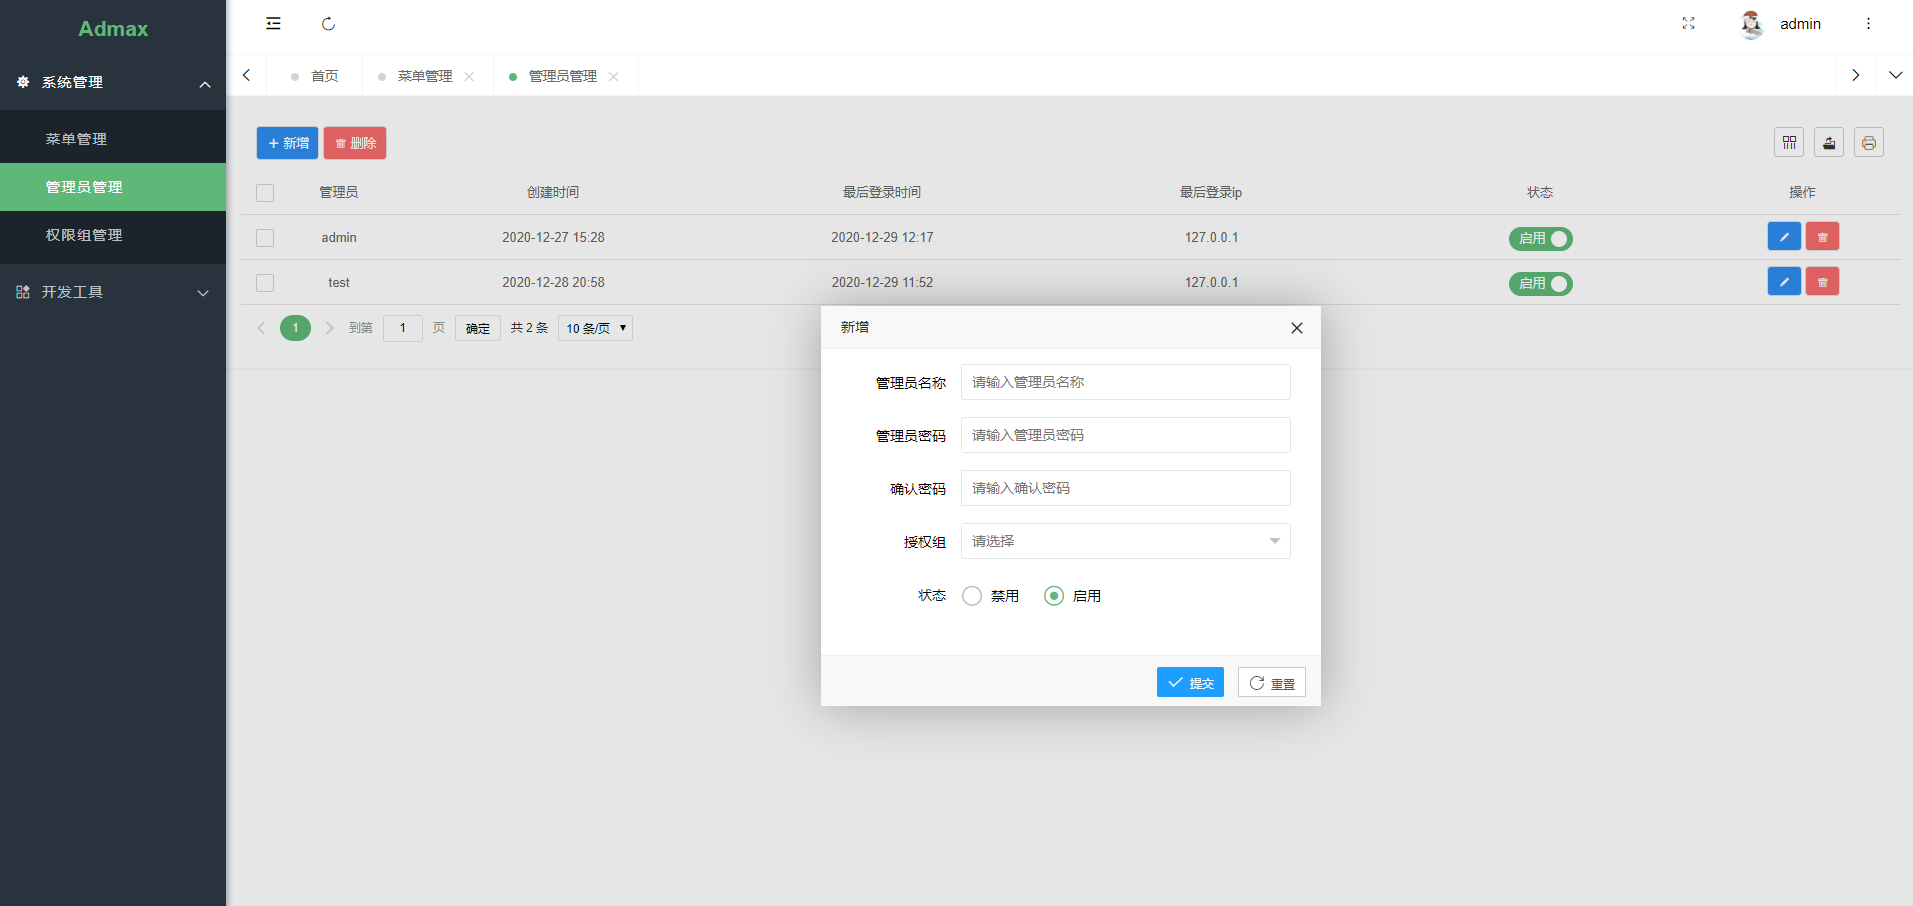 Admax
admin
系统管理
菜单管理
管理员管理
权限组管理
开发工具
首页
菜单管理
管理员管理
新增
删除
管理员 创建时间 最后登录时间 最后登录ip 状态 操作
admin 2020-12-27 15:28 2020-12-29 12:17 127.0.0.1 启用
test 2020-12-28 20:58 2020-12-29 11:52 127.0.0.1 启用
1 到第 1 页 确定 共 2 条 10 条/页
新增
管理员名称 请输入管理员名称
管理员密码 请输入管理员密码
确认密码 请输入确认密码
授权组 请选择
状态 禁用 启用
提交 重置